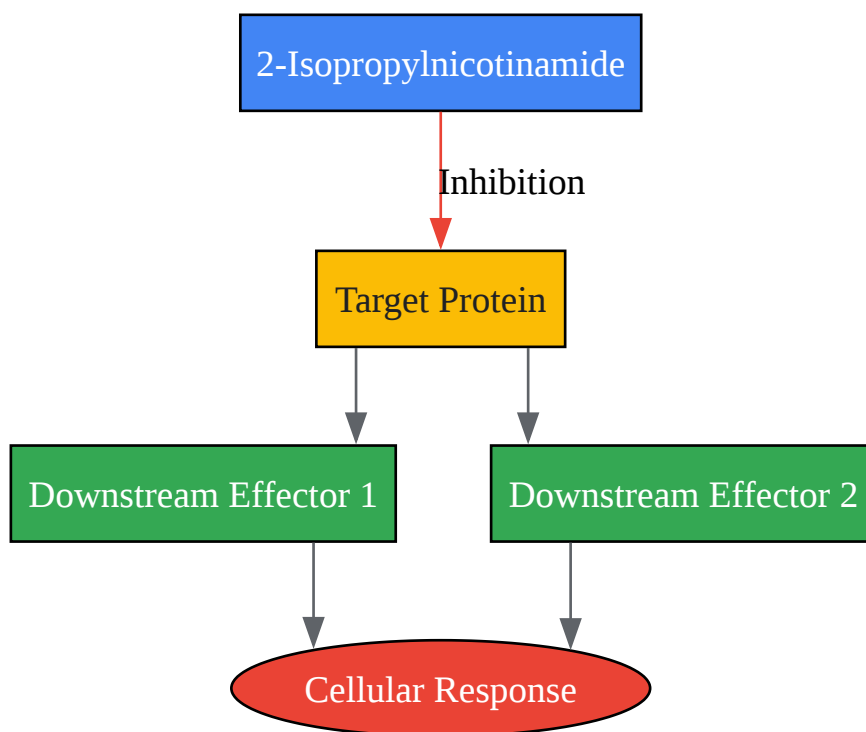 2-Isopropylnicotinamide
Inhibition
Target Protein
Downstream Effector 1
Downstream Effector 2
Cellular Response